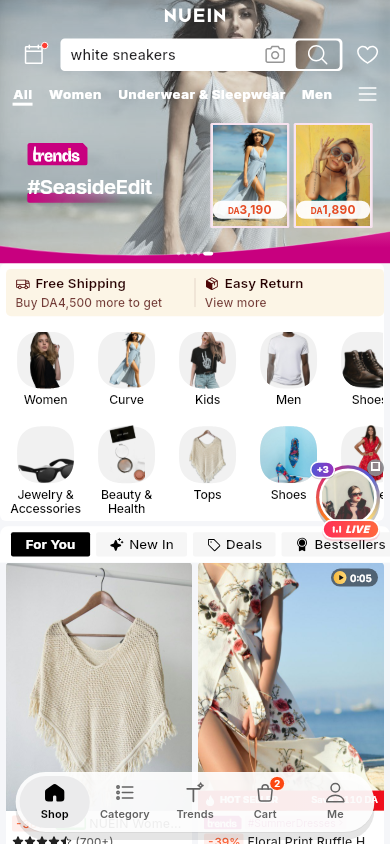 NUEIN
white sneakers
All Women Underwear & Sleepwear Men
trends
#SeasideEdit
DA3,190 DA1,890
Free Shipping
Buy DA4,500 more to get
Easy Return
View more
Women Curve Kids Men Shoes
Jewelry & Accessories
Beauty & Health
Tops
Shoes
+3
LIVE
For You New In Deals Bestsellers
0:05
HOT
2
Shop Category Trends Cart Me
NUEIN Wome...
(700+)
-39% Floral Print Ruffle H